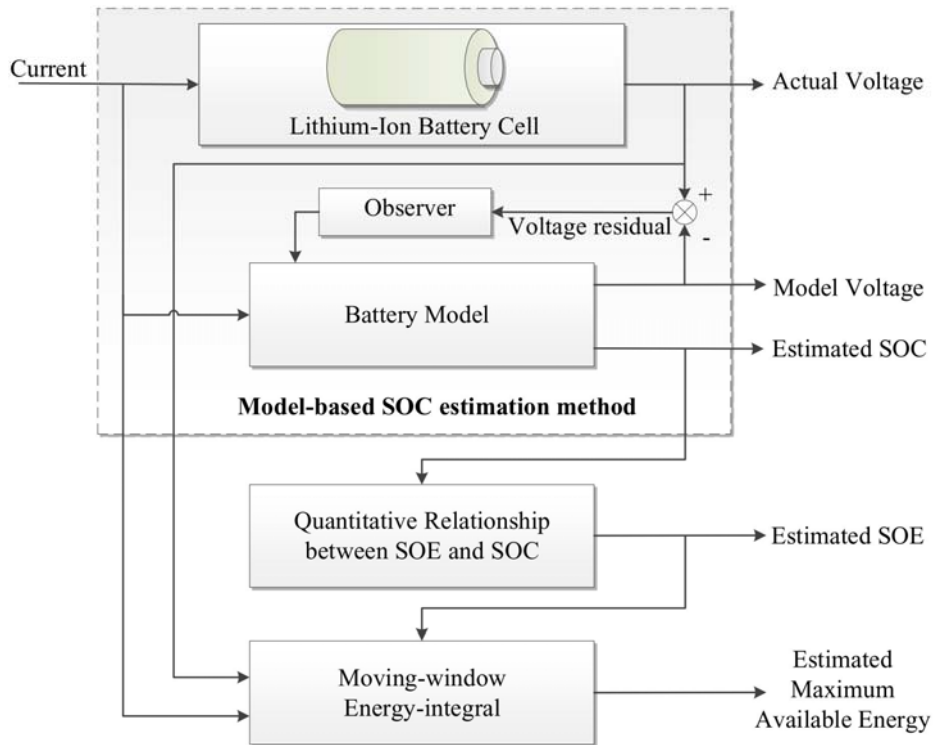 Current
Lithium-Ion Battery Cell
Actual Voltage
+
Observer
Voltage residual
-
Battery Model
Model Voltage
Estimated SOC
Model-based SOC estimation method
Quantitative Relationship
between SOE and SOC
Estimated SOE
Moving-window
Energy-integral
Estimated
Maximum
Available Energy